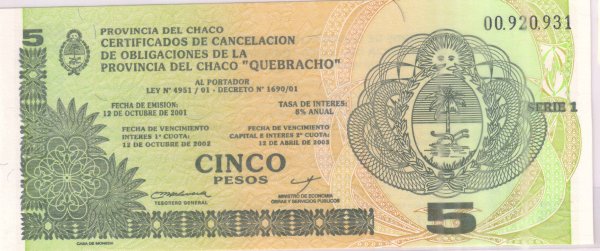 5
PROVINCIA DEL CHACO
CERTIFICADOS DE CANCELACION
DE OBLIGACIONES DE LA
PROVINCIA DEL CHACO "QUEBRACHO"
00.920.931
AL PORTADOR
LEY Nº 4951 / 01 - DECRETO Nº 1690/01
FECHA DE EMISION:
12 DE OCTUBRE DE 2001
TASA DE INTERES:
8% ANUAL
SERIE 1
FECHA DE VENCIMIENTO
INTERES 1ª CUOTA:
12 DE OCTUBRE DE 2002
FECHA DE VENCIMIENTO
CAPITAL E INTERES 2ª CUOTA:
12 DE ABRIL DE 2003
CINCO
PESOS
TESORERO GENERAL
MINISTRO DE ECONOMIA
OBRAS Y SERVICIOS PUBLICOS
5
CASA DE MONEDA